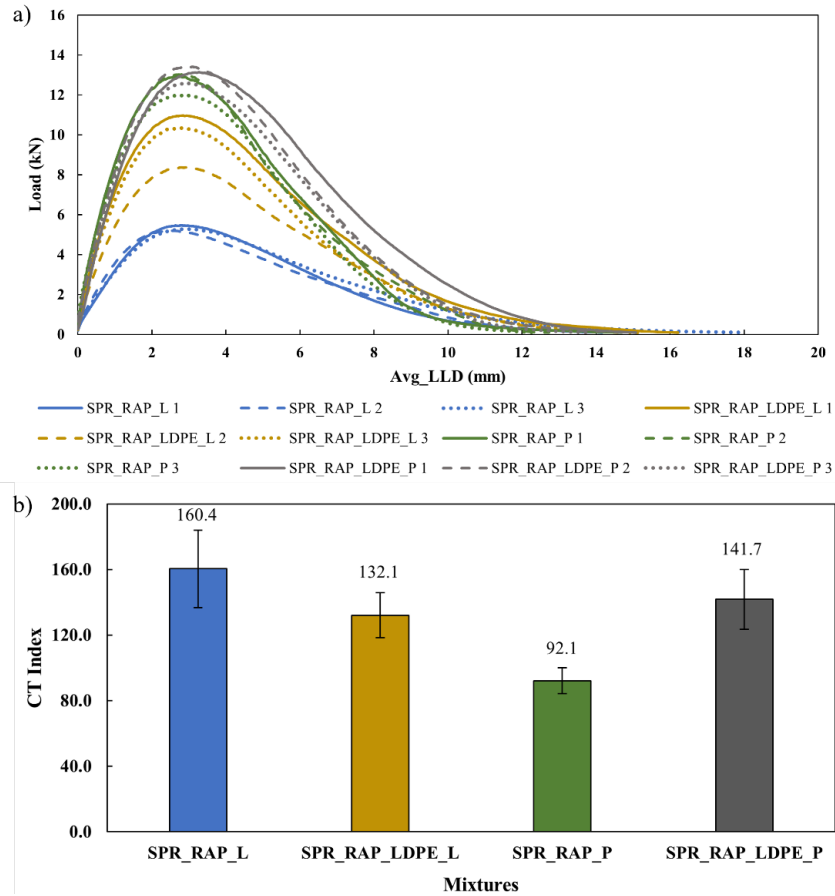 a)
16
14
12
10
8
6
4
2
0
Load (kN)
0 2 4 6 8 10 12 14 16 18 20
Avg_LLD (mm)
SPR_RAP_L 1 SPR_RAP_L 2 SPR_RAP_L 3 SPR_RAP_LDPE_L 1
SPR_RAP_LDPE_L 2 SPR_RAP_LDPE_L 3 SPR_RAP_P 1 SPR_RAP_P 2
SPR_RAP_P 3 SPR_RAP_LDPE_P 1 SPR_RAP_LDPE_P 2 SPR_RAP_LDPE_P 3
b)
200.0
160.0
120.0
80.0
40.0
0.0
CT Index
160.4
132.1
92.1
141.7
SPR_RAP_L SPR_RAP_LDPE_L SPR_RAP_P SPR_RAP_LDPE_P
Mixtures